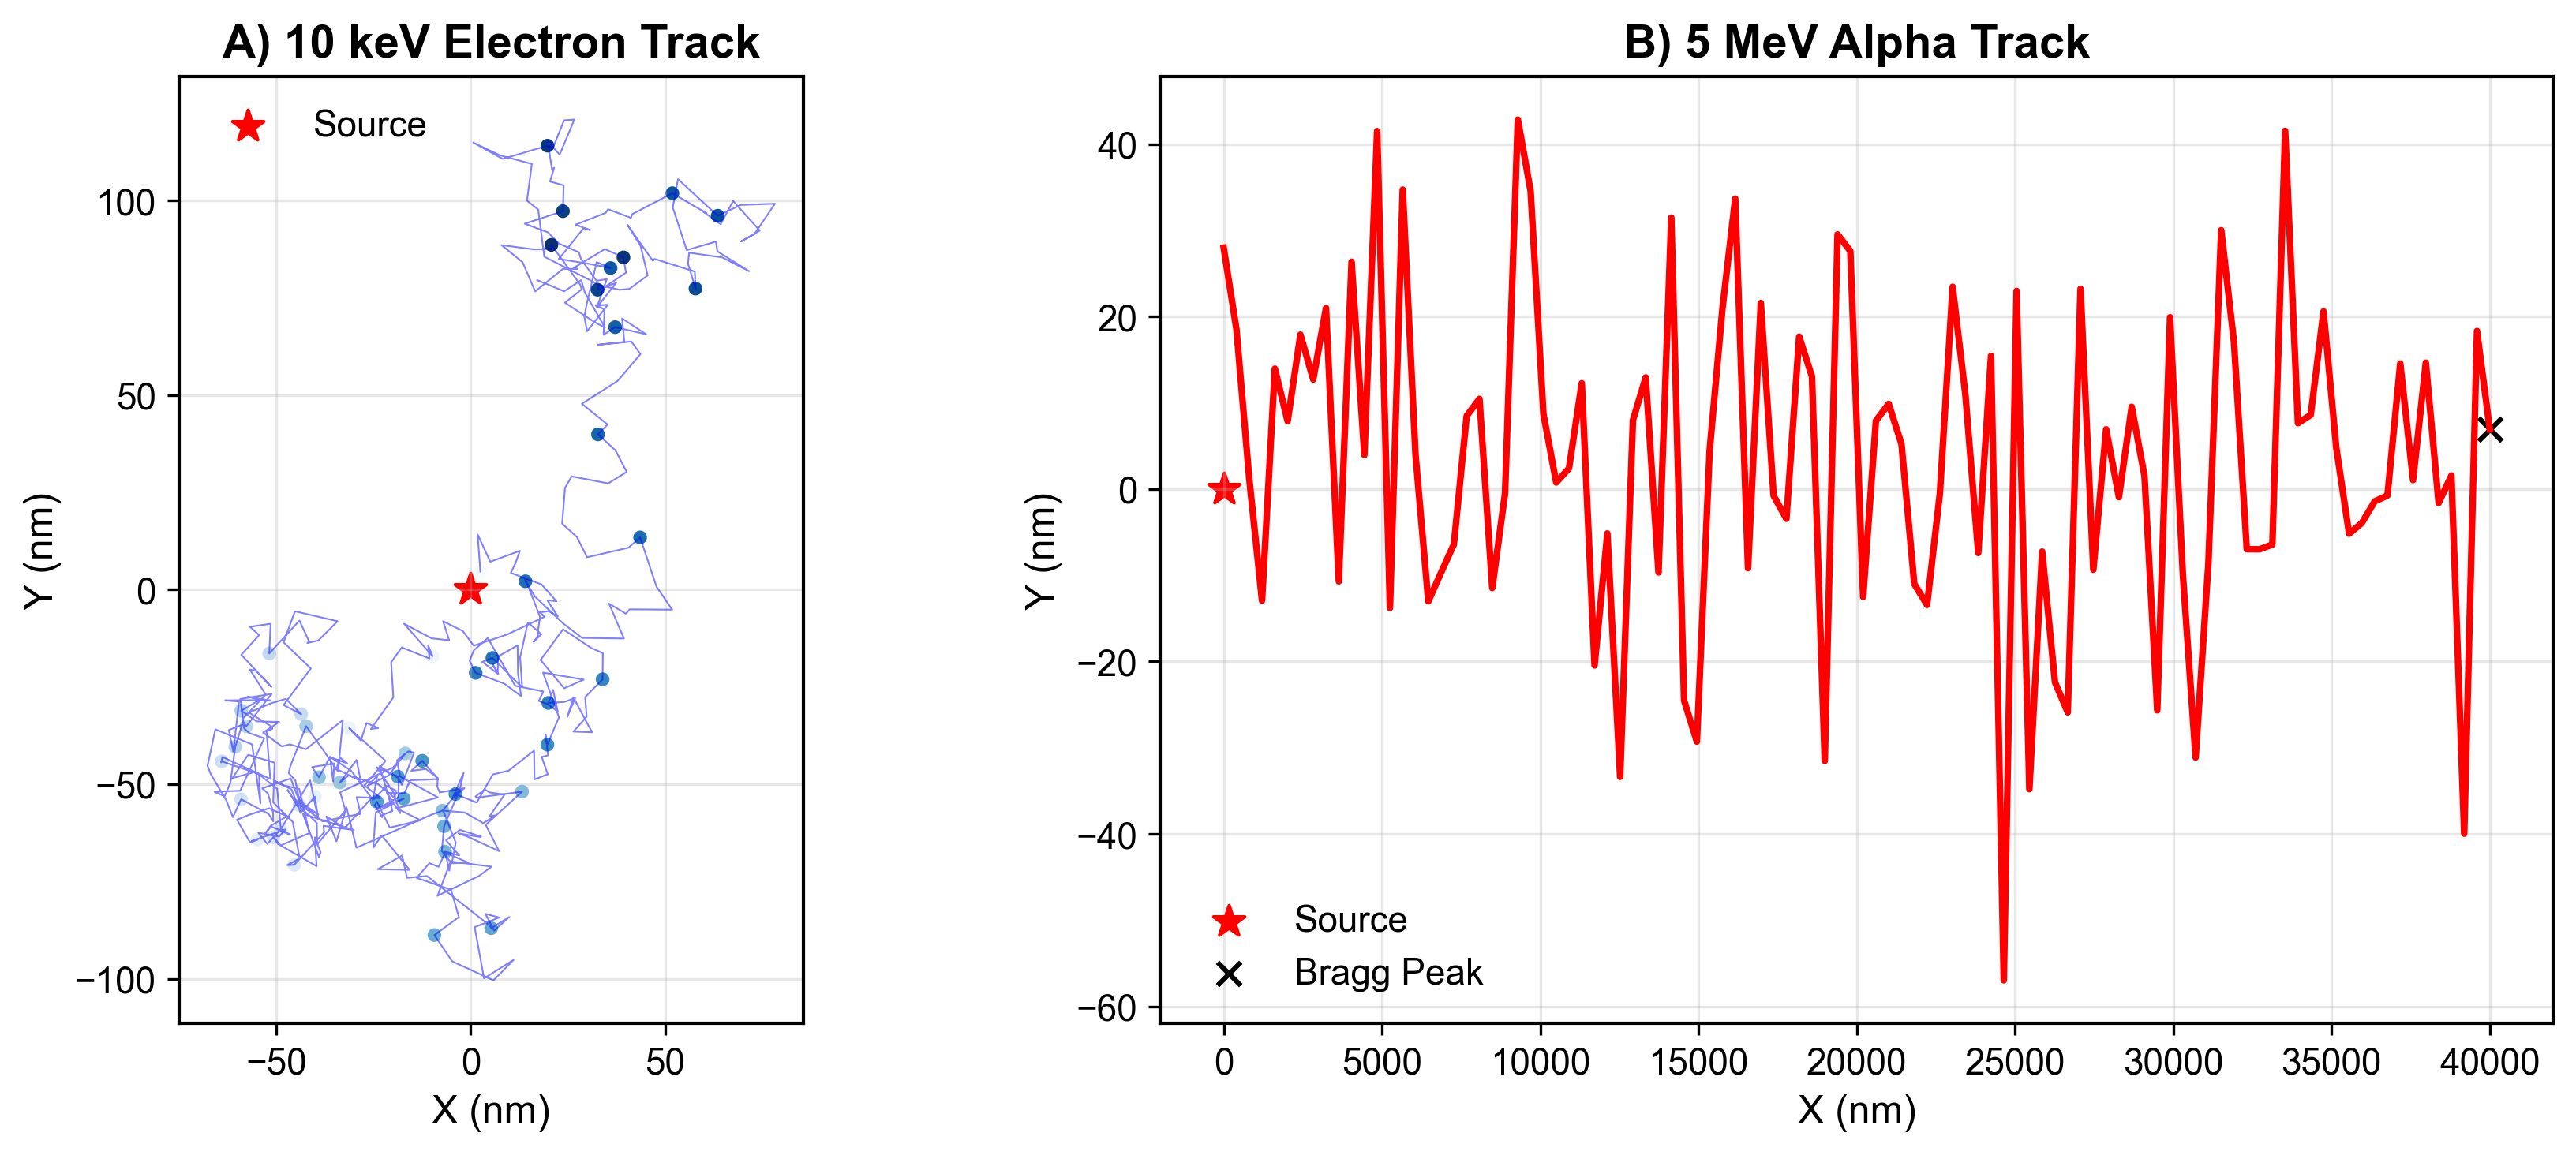 A) 10 keV Electron Track
Source
100
50
0
−50
−100
Y (nm)
−50
0
50
X (nm)
B) 5 MeV Alpha Track
40
20
0
−20
−40
−60
Y (nm)
Source
Bragg Peak
0
5000
10000
15000
20000
25000
30000
35000
40000
X (nm)